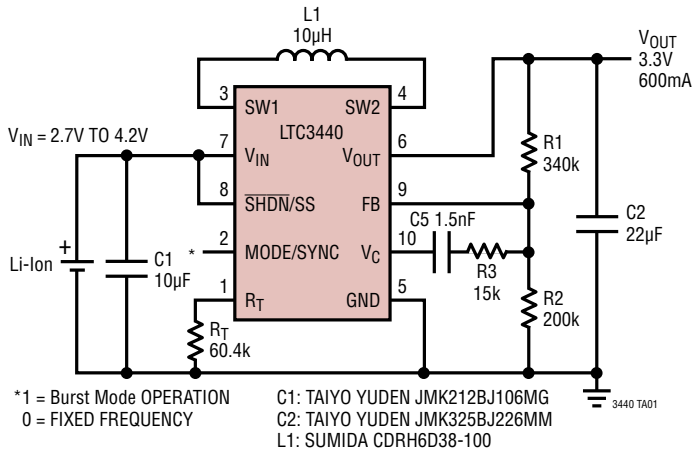 L1
10µH
3
SW1
SW2
4
LTC3440
V_OUT
3.3V
600mA
V_IN = 2.7V TO 4.2V
7
V_IN
V_OUT
6
R1
340k
8
SHDN/SS
FB
9
C5 1.5nF
C2
22µF
*
2
MODE/SYNC
V_C
10
+
Li-Ion
C1
10µF
R3
15k
1
R_T
GND
5
R2
200k
R_T
60.4k
*1 = Burst Mode OPERATION
0 = FIXED FREQUENCY
C1: TAIYO YUDEN JMK212BJ106MG
C2: TAIYO YUDEN JMK325BJ226MM
L1: SUMIDA CDRH6D38-100
3440 TA01